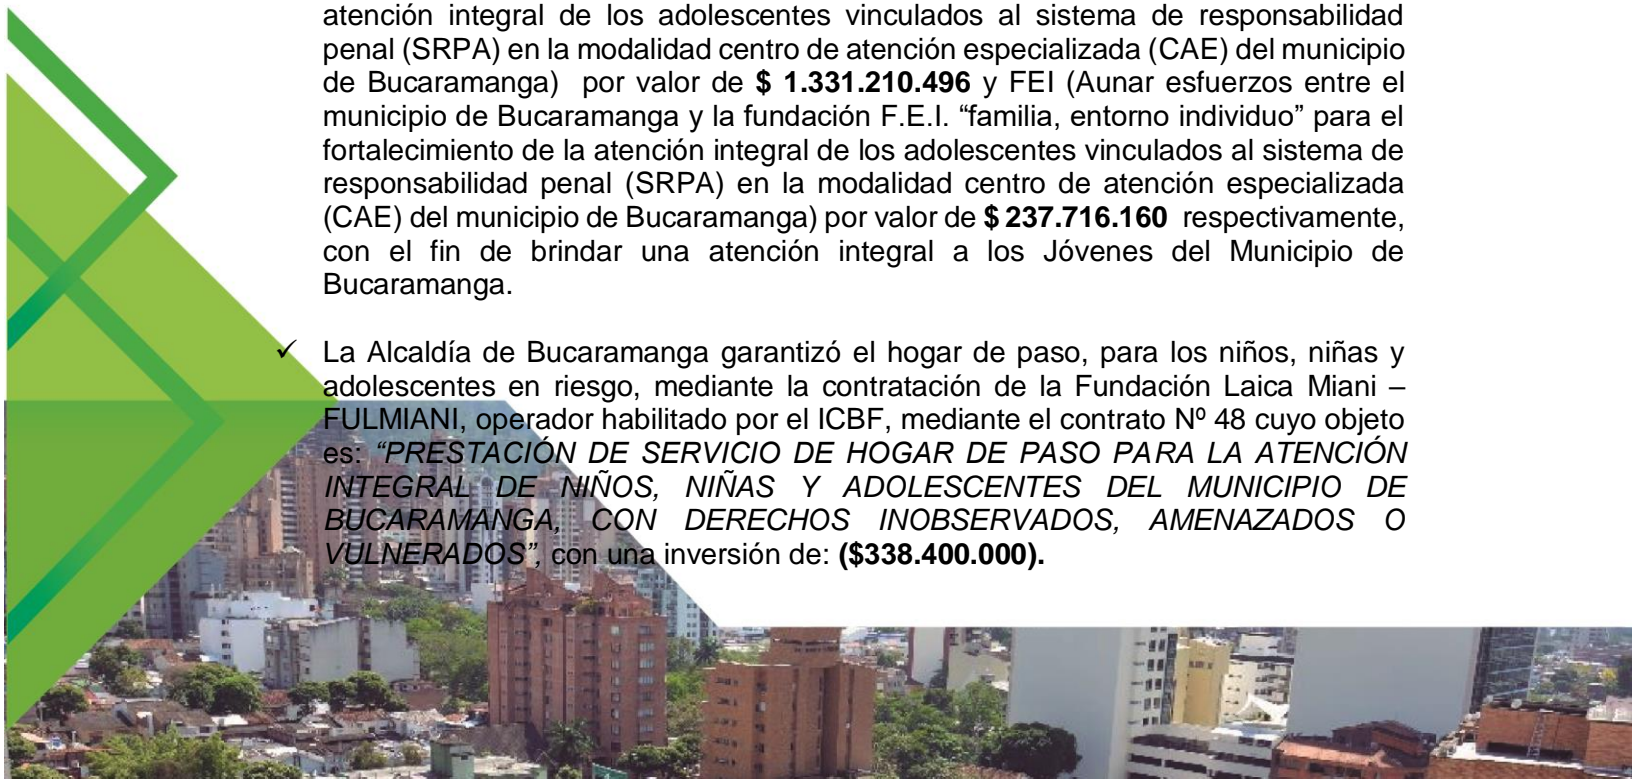 atención integral de los adolescentes vinculados al sistema de responsabilidad
penal (SRPA) en la modalidad centro de atención especializada (CAE) del municipio
de Bucaramanga) por valor de $ 1.331.210.496 y FEI (Aunar esfuerzos entre el
municipio de Bucaramanga y la fundación F.E.I. “familia, entorno individuo” para el
fortalecimiento de la atención integral de los adolescentes vinculados al sistema de
responsabilidad penal (SRPA) en la modalidad centro de atención especializada
(CAE) del municipio de Bucaramanga) por valor de $ 237.716.160 respectivamente,
con el fin de brindar una atención integral a los Jóvenes del Municipio de
Bucaramanga.
✓ La Alcaldía de Bucaramanga garantizó el hogar de paso, para los niños, niñas y
adolescentes en riesgo, mediante la contratación de la Fundación Laica Miani –
FULMIANI, operador habilitado por el ICBF, mediante el contrato Nº 48 cuyo objeto
es: “PRESTACIÓN DE SERVICIO DE HOGAR DE PASO PARA LA ATENCIÓN
INTEGRAL DE NIÑOS, NIÑAS Y ADOLESCENTES DEL MUNICIPIO DE
BUCARAMANGA, CON DERECHOS INOBSERVADOS, AMENAZADOS O
VULNERADOS”, con una inversión de: ($338.400.000).